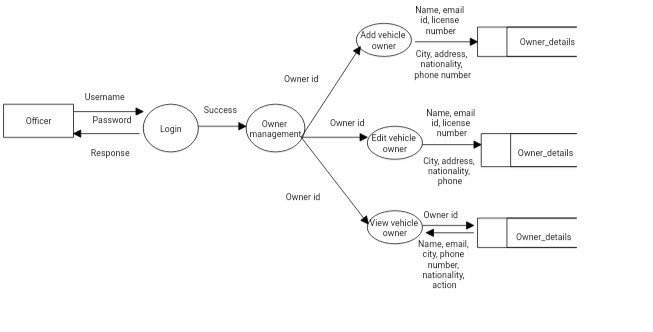 Officer
Username
Password
Response
Login
Success
Owner
management
Owner id
Owner id
Owner id
Add vehicle
owner
Name, email
id, license
number
City, address,
nationality,
phone number
Owner_details
Edit vehicle
owner
Name, email
id, license
number
City, address,
nationality,
phone
Owner_details
View vehicle
owner
Owner id
Name, email,
city, phone
number,
nationality,
action
Owner_details